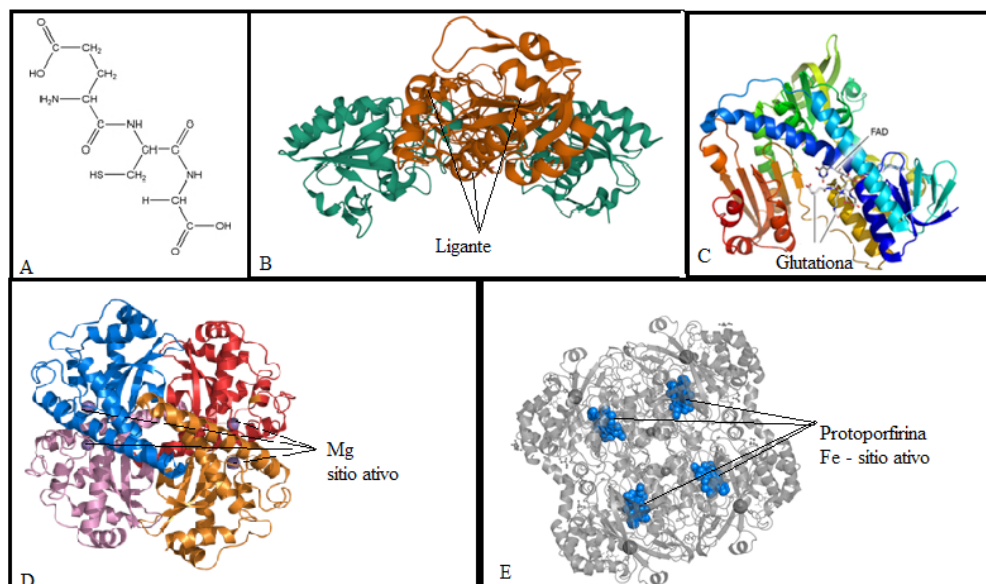 O
CH₂
HO
CH₂
H₂N
CH
NH
O
O
CH
HS
CH₂
NH
H
CH
OH
O
A
Ligante
B
FAD
Glutationa
C
Mg
sitio ativo
D
Protoporfirina
Fe - sitio ativo
E